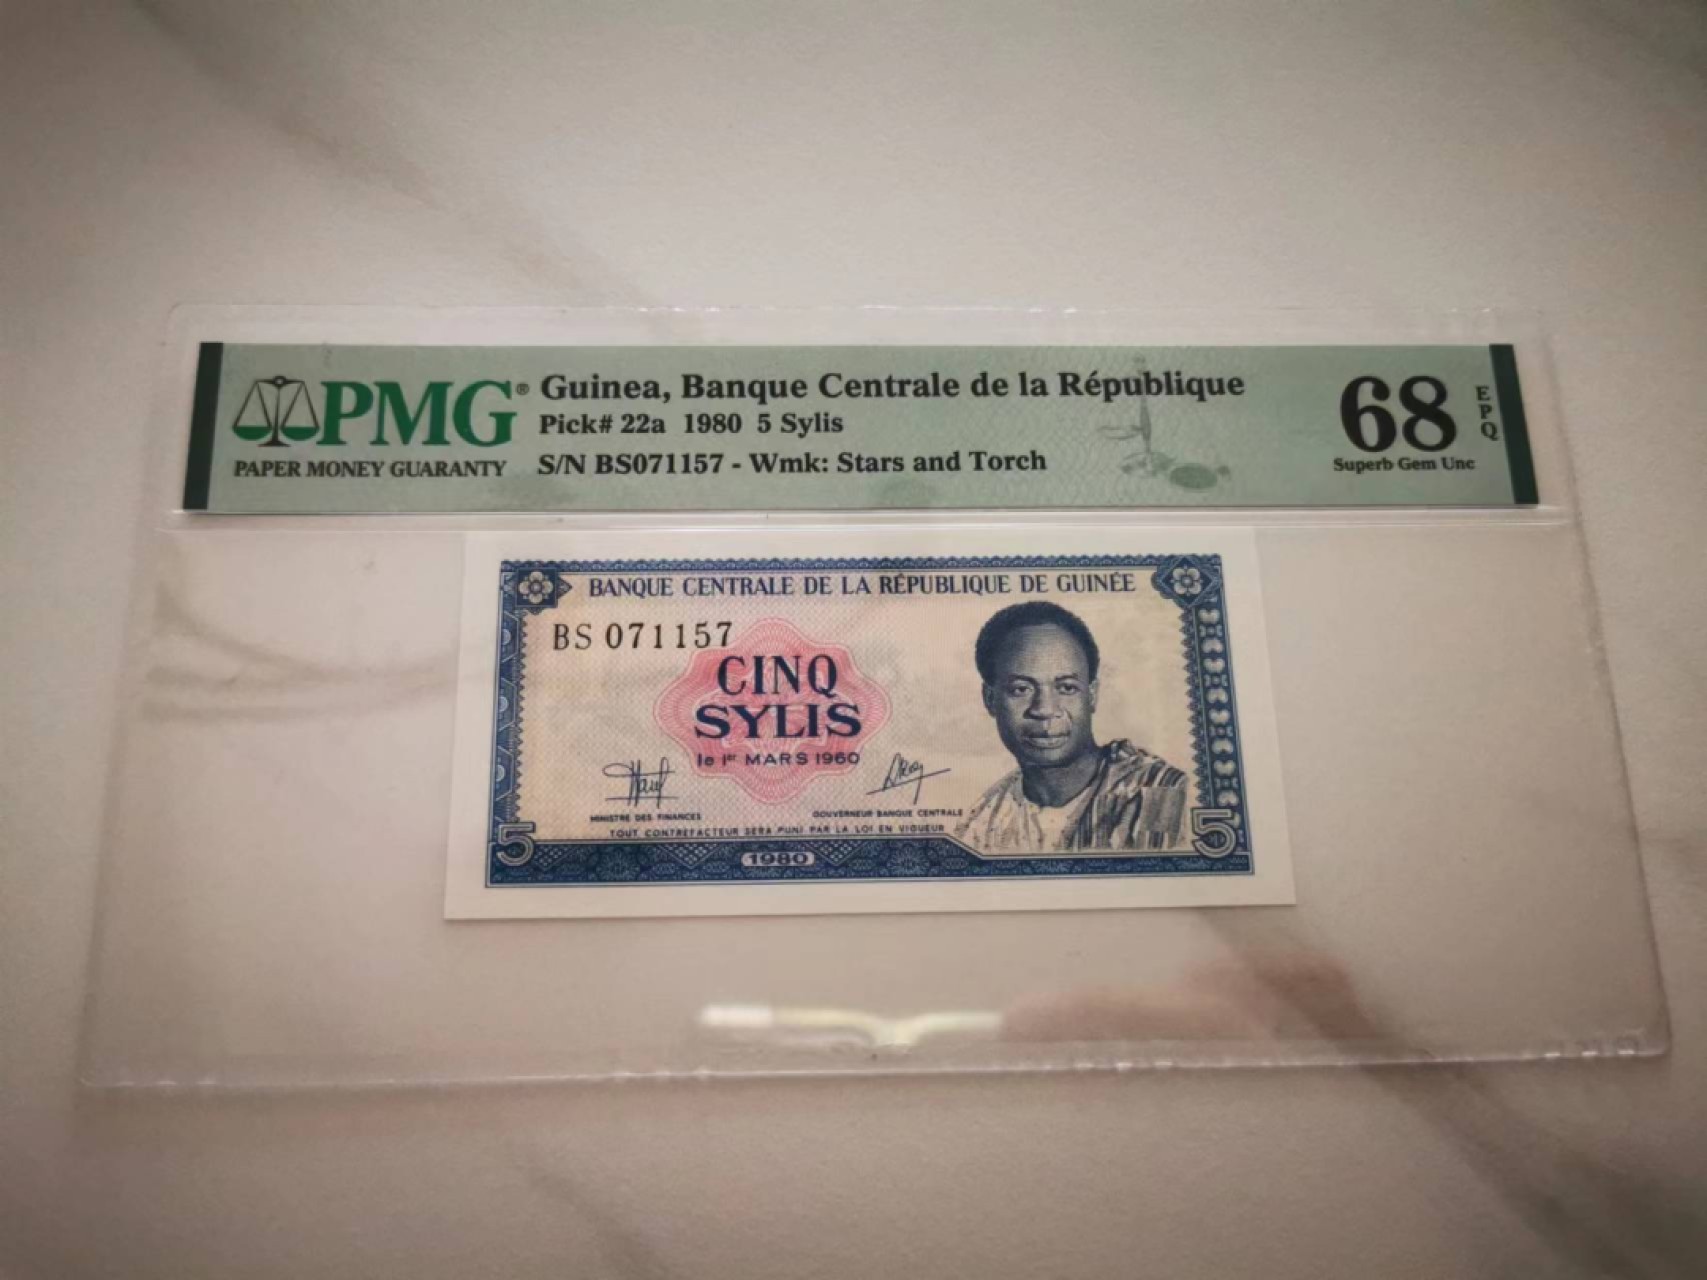 PMG®
PAPER MONEY GUARANTY
Guinea, Banque Centrale de la République
Pick# 22a 1980 5 Sylis
S/N BS071157 - Wmk: Stars and Torch
68
EPQ
Superb Gem Unc
BANQUE CENTRALE DE LA RÉPUBLIQUE DE GUINÉE
BS 071157
CINQ
SYLIS
le 1er MARS 1960
MINISTRE DES FINANCES
GOUVERNEUR BANQUE CENTRALE
TOUT CONTREFACTEUR SERA PUNI PAR LA LOI EN VIGUEUR
5
1980
5